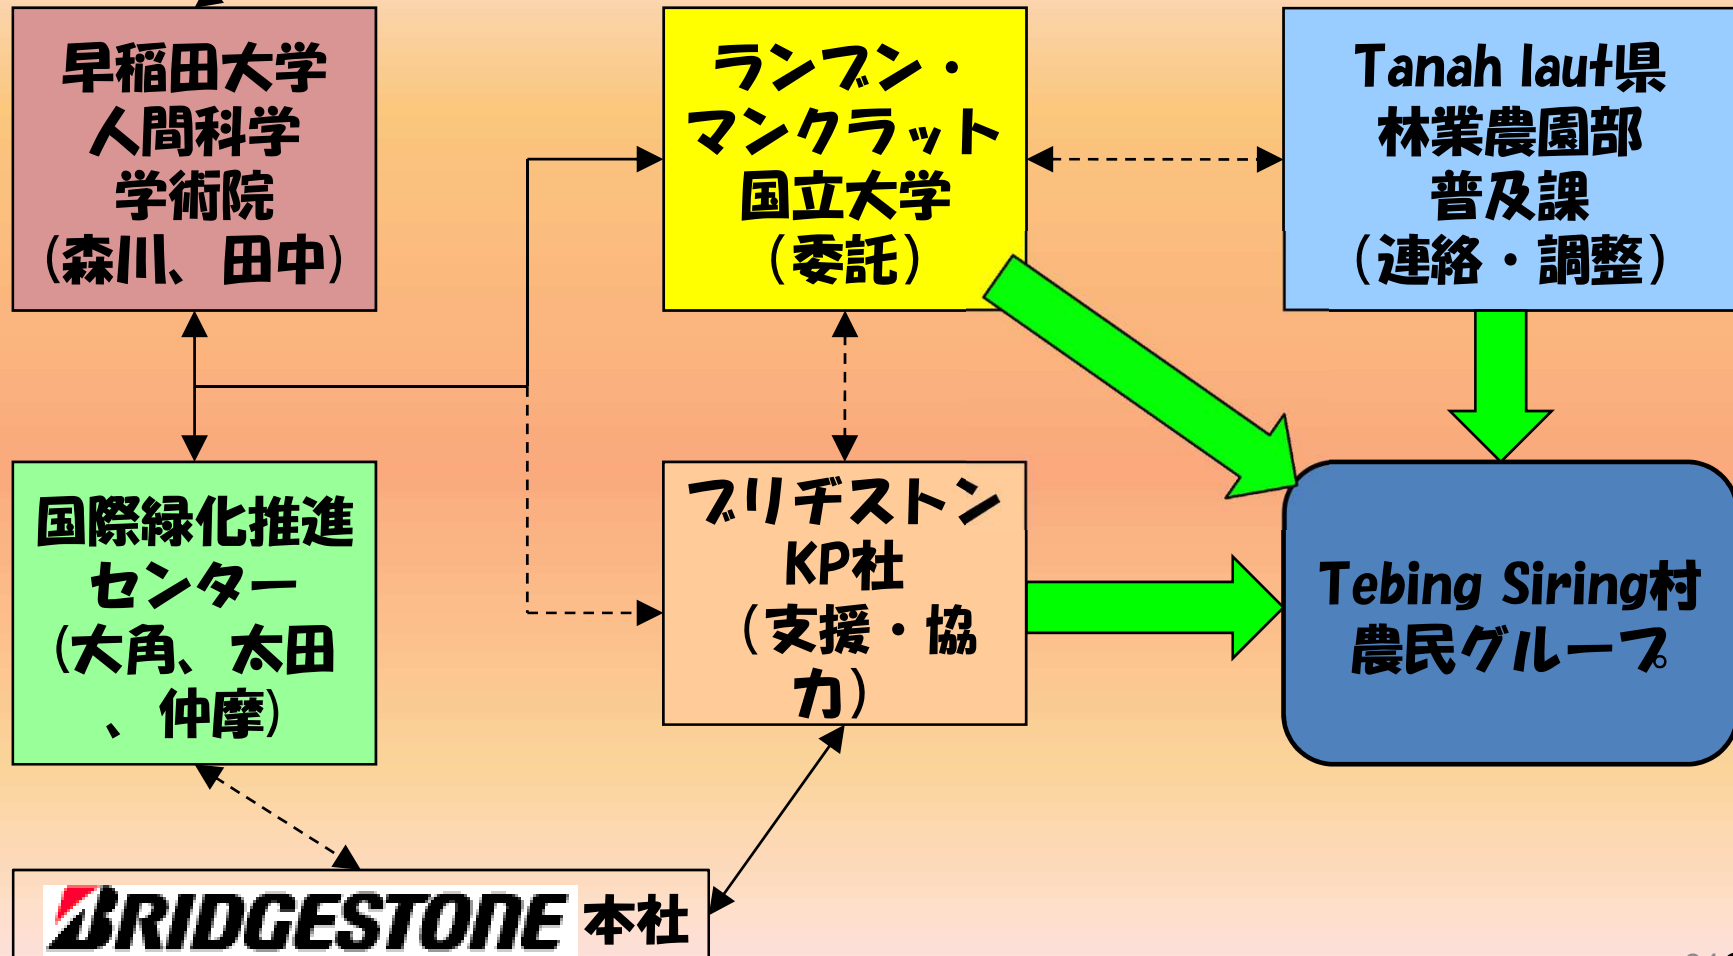 早稲田大学
人間科学
学術院
(森川、田中)
ランブン・
マンクラット
国立大学
(委託)
Tanah laut県
林業農園部
普及課
(連絡・調整)
国際緑化推進
センター
(大角、太田
、仲摩)
ブリヂストン
KP社
(支援・協
力)
Tebing Siring村
農民グループ
BRIDGESTONE 本社